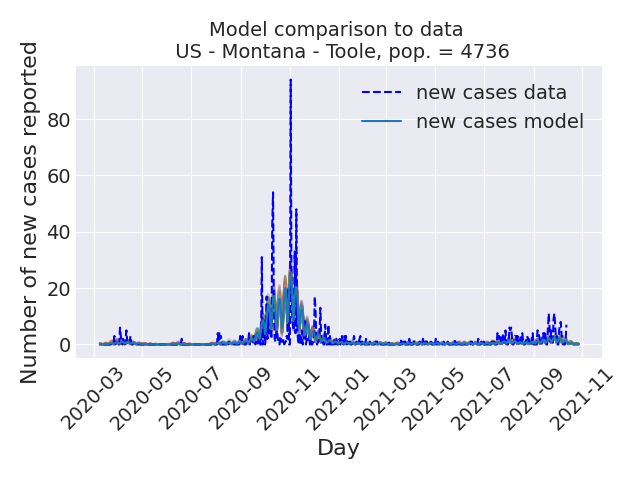 Model comparison to data
US - Montana - Toole, pop. = 4736
Number of new cases reported
new cases data
new cases model
80
60
40
20
0
2020-03
2020-05
2020-07
2020-09
2020-11
2021-01
2021-03
2021-05
2021-07
2021-09
2021-11
Day